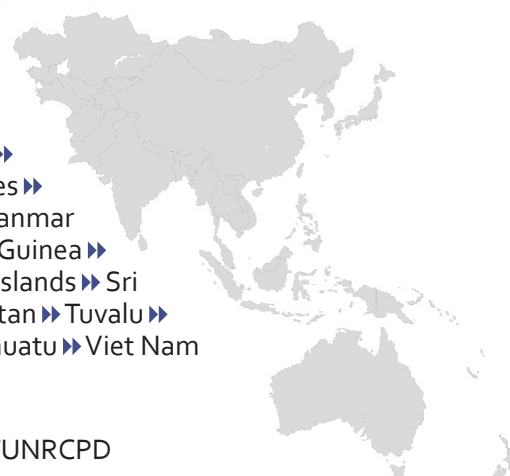 ▶▶
es ▶▶
anmar
Guinea ▶▶
slands ▶▶ Sri
tan ▶▶ Tuvalu ▶▶
uatu ▶▶ Viet Nam
UNRCPD